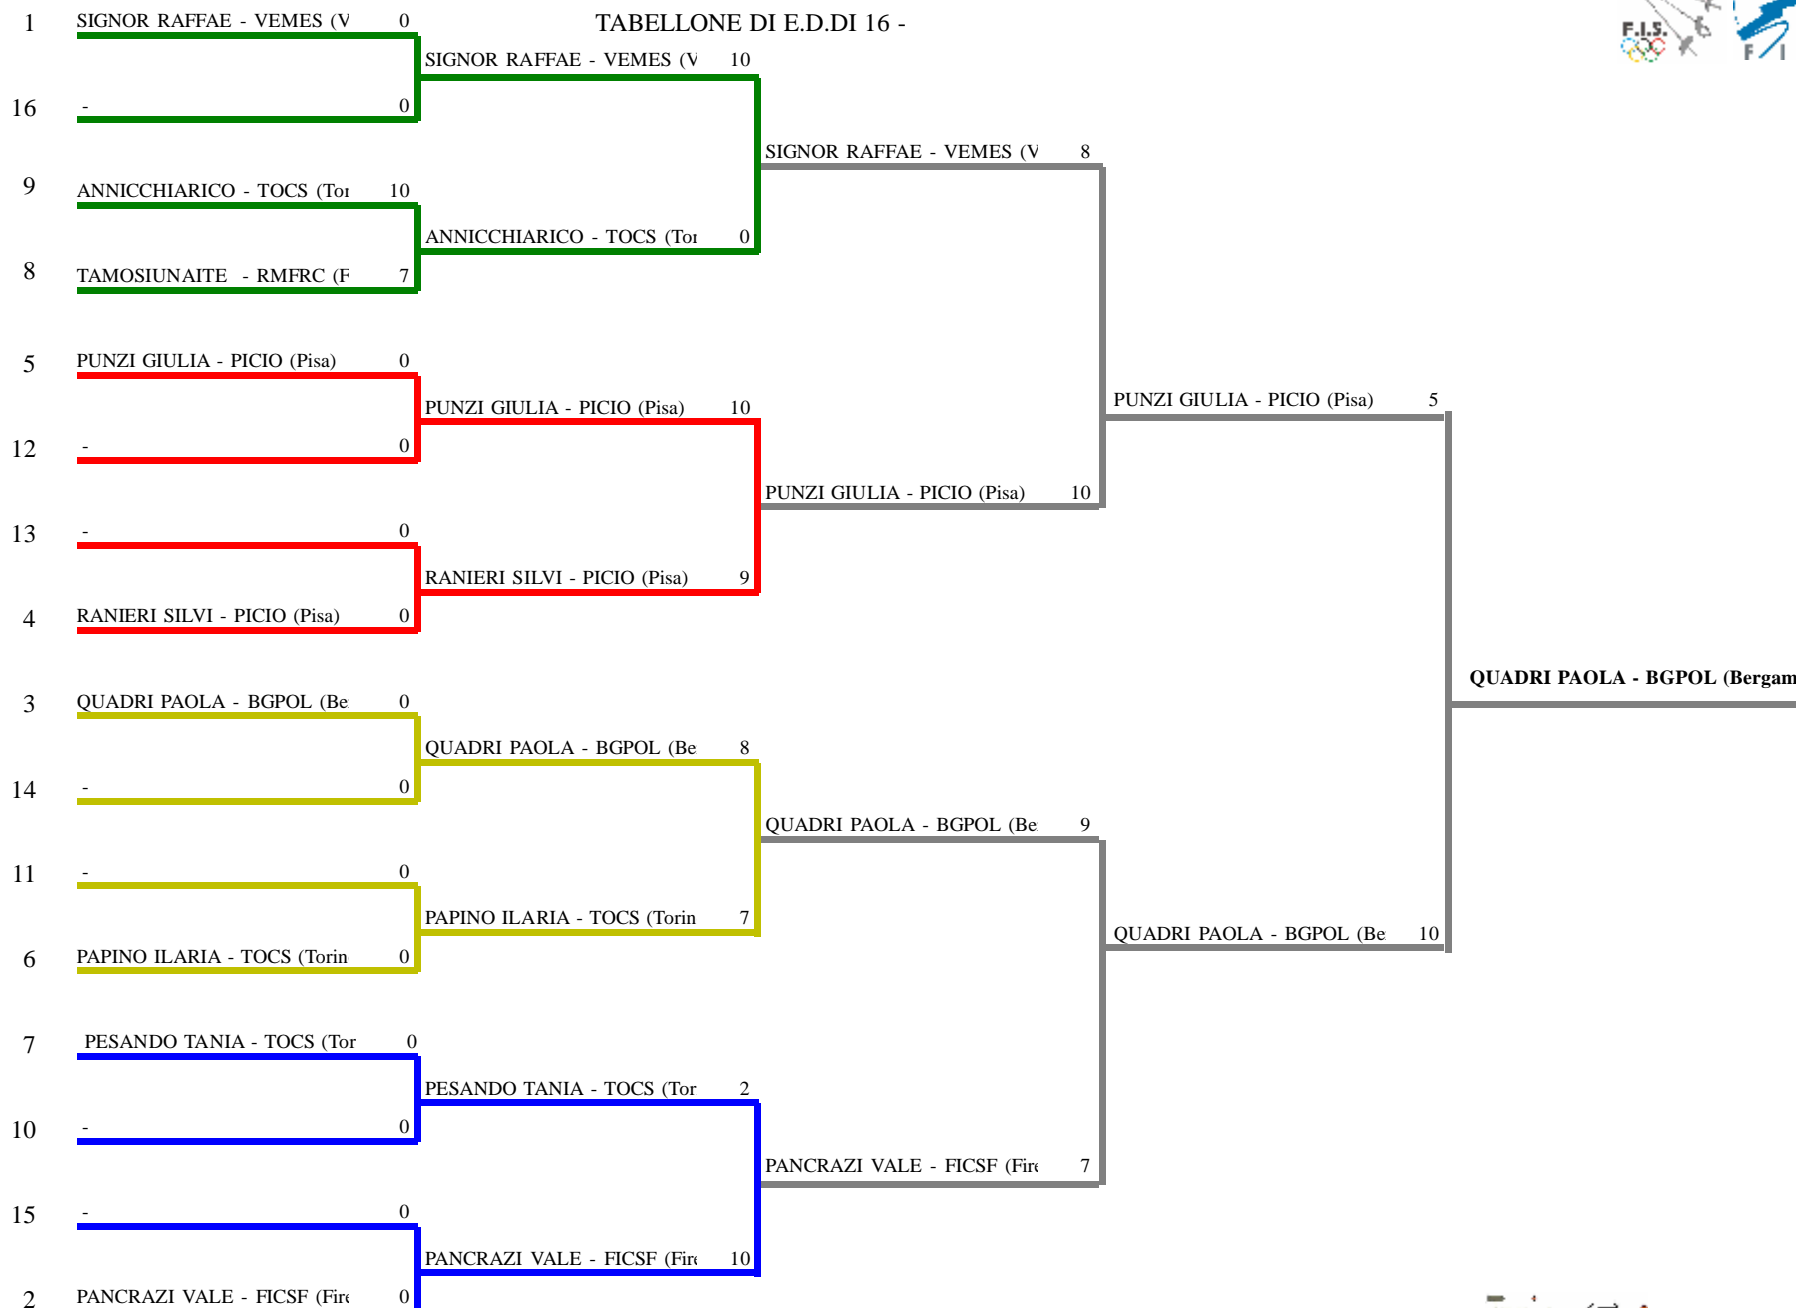 1 SIGNOR RAFFAE - VEMES (V 0
TABELLONE DI E.D.DI 16 -
F.I.S.
F I
SIGNOR RAFFAE - VEMES (V 10
16 - 0
SIGNOR RAFFAE - VEMES (V 8
9 ANNICCHIARICO - TOCS (Tor 10
ANNICCHIARICO - TOCS (Tor 0
8 TAMOSIUNAITE - RMFRC (F 7
5 PUNZI GIULIA - PICIO (Pisa) 0
PUNZI GIULIA - PICIO (Pisa) 5
PUNZI GIULIA - PICIO (Pisa) 10
12 - 0
PUNZI GIULIA - PICIO (Pisa) 10
13 - 0
RANIERI SILVI - PICIO (Pisa) 9
4 RANIERI SILVI - PICIO (Pisa) 0
QUADRI PAOLA - BGPOL (Bergam
3 QUADRI PAOLA - BGPOL (Be 0
QUADRI PAOLA - BGPOL (Be 8
14 - 0
QUADRI PAOLA - BGPOL (Be 9
11 - 0
PAPINO ILARIA - TOCS (Torin 7
QUADRI PAOLA - BGPOL (Be 10
6 PAPINO ILARIA - TOCS (Torin 0
7 PESANDO TANIA - TOCS (Tor 0
PESANDO TANIA - TOCS (Tor 2
10 - 0
PANCRAZI VALE - FICSF (Fire 7
15 - 0
PANCRAZI VALE - FICSF (Fire 10
2 PANCRAZI VALE - FICSF (Fire 0